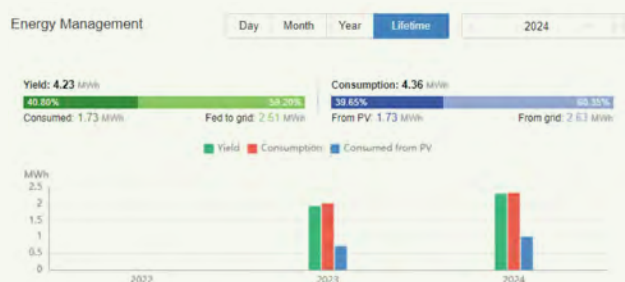 Energy Management
Day Month Year Lifetime 2024
Yield: 4.23 MWh Consumption: 4.36 MWh
40.80% 59.20% 39.65% 60.35%
Consumed: 1.73 MWh Fed to grid: 2.51 MWh From PV: 1.73 MWh From grid: 2.63 MWh
Yield Consumption Consumed from PV
MWh
2.5
2
1.5
1
0.5
0
2022 2023 2024